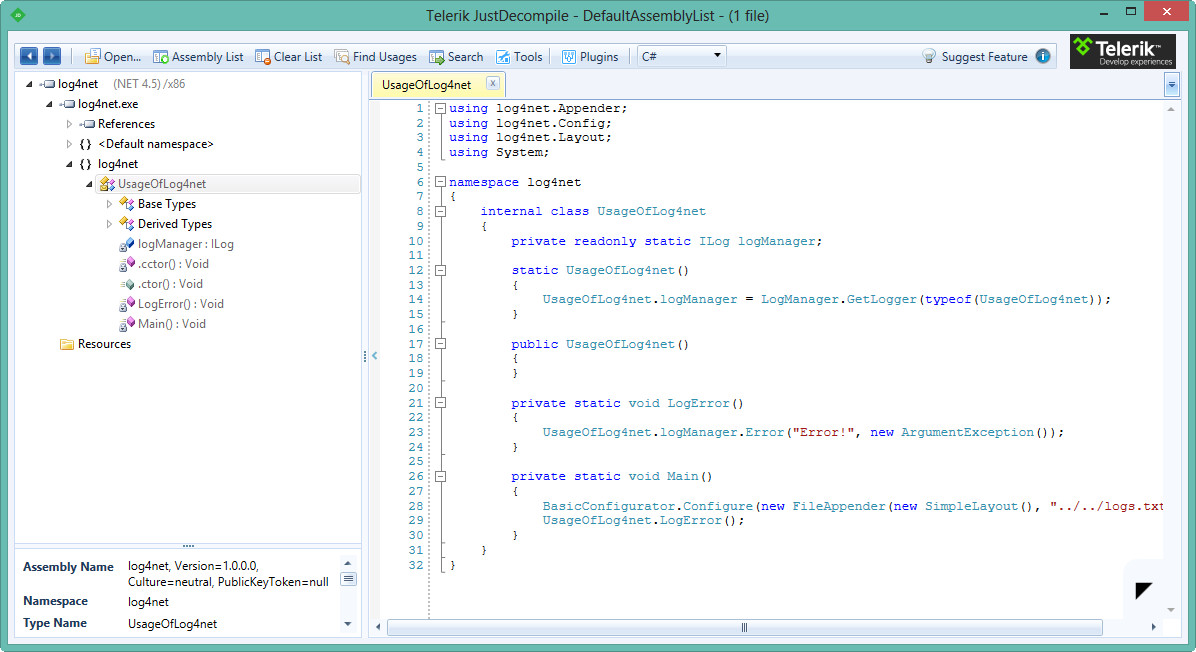 Telerik JustDecompile - DefaultAssemblyList - (1 file)
Open... Assembly List Clear List Find Usages Search Tools Plugins C# Suggest Feature
Telerik™
Develop experiences
log4net (NET 4.5) /x86
log4net.exe
References
{} <Default namespace>
{} log4net
UsageOfLog4net
Base Types
Derived Types
logManager : ILog
.cctor() : Void
.ctor() : Void
LogError() : Void
Main() : Void
Resources
Assembly Name log4net, Version=1.0.0.0,
Culture=neutral, PublicKeyToken=null
Namespace log4net
Type Name UsageOfLog4net
UsageOfLog4net
1 using log4net.Appender;
2 using log4net.Config;
3 using log4net.Layout;
4 using System;
5
6 namespace log4net
7 {
8 internal class UsageOfLog4net
9 {
10 private readonly static ILog logManager;
11
12 static UsageOfLog4net()
13 {
14 UsageOfLog4net.logManager = LogManager.GetLogger(typeof(UsageOfLog4net));
15 }
16
17 public UsageOfLog4net()
18 {
19 }
20
21 private static void LogError()
22 {
23 UsageOfLog4net.logManager.Error("Error!", new ArgumentException());
24 }
25
26 private static void Main()
27 {
28 BasicConfigurator.Configure(new FileAppender(new SimpleLayout(), "../../logs.txt
29 UsageOfLog4net.LogError();
30 }
31 }
32 }